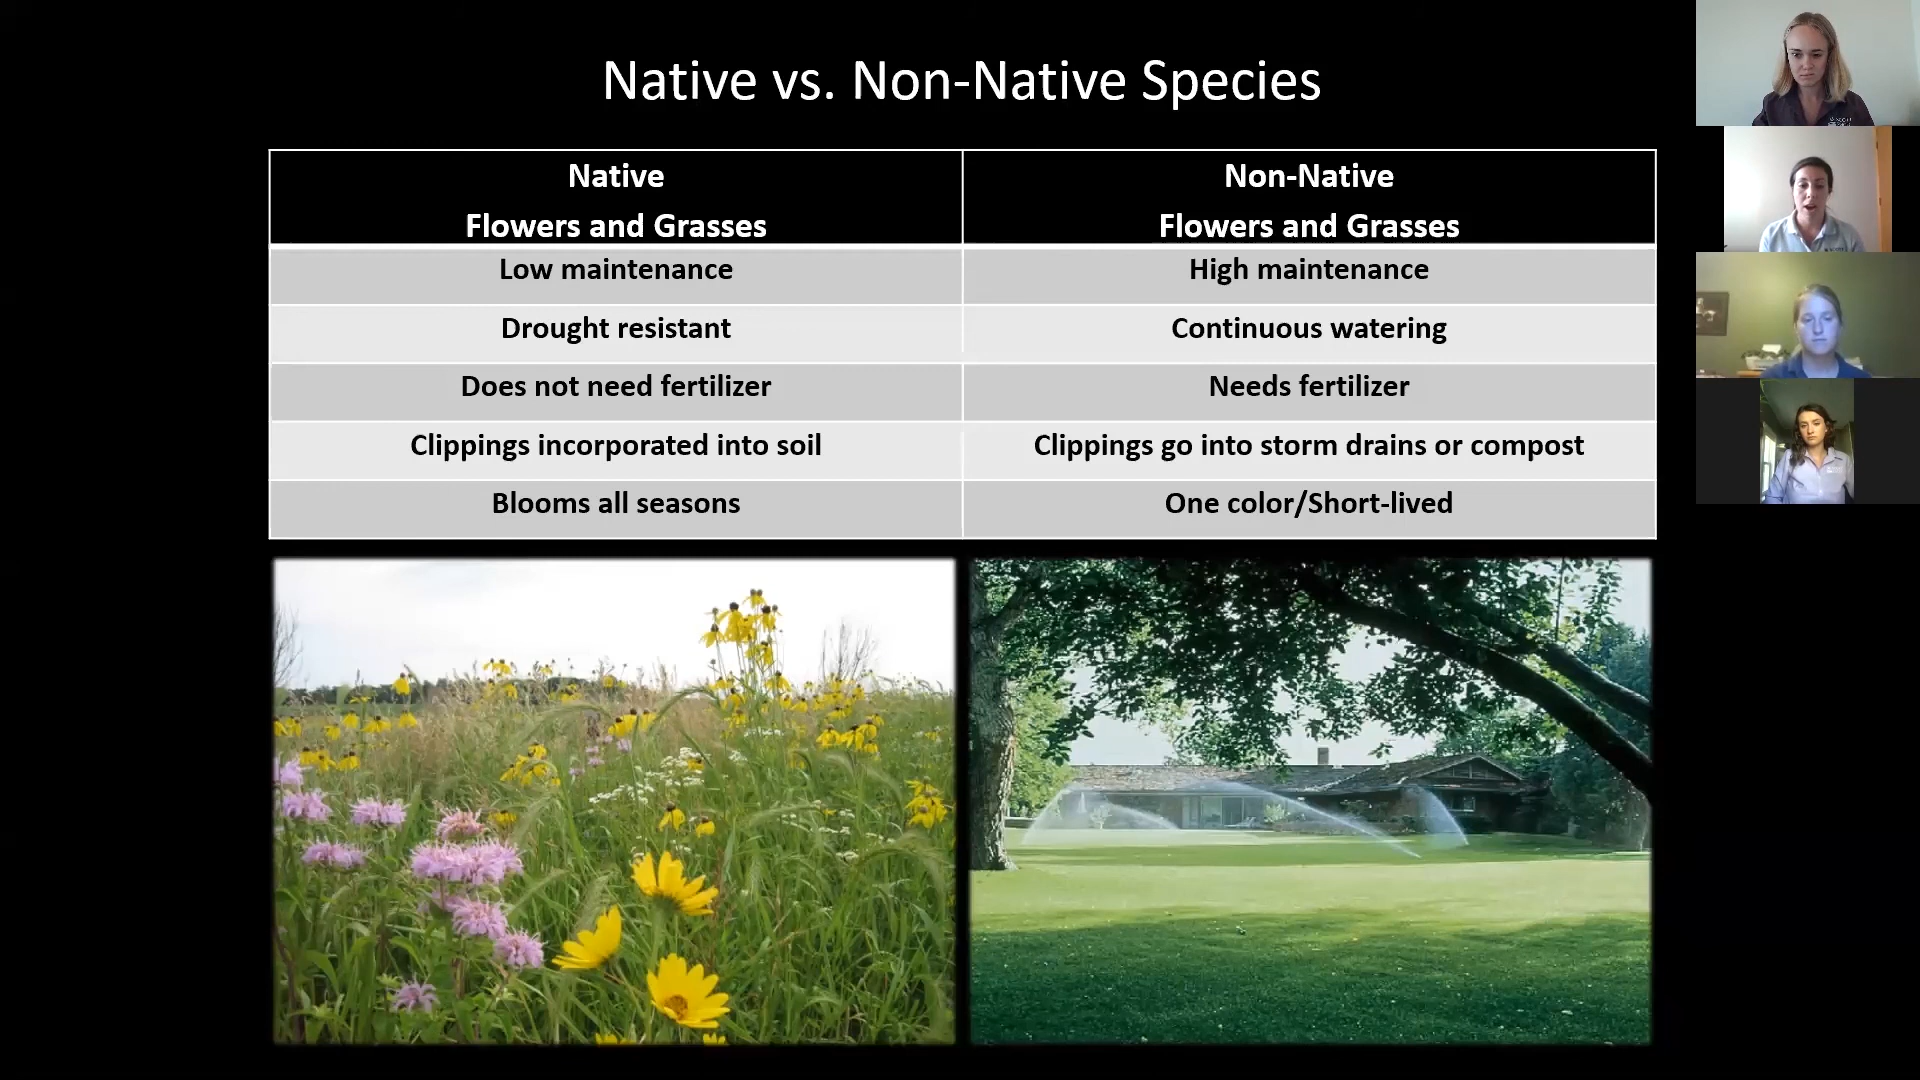 Native vs. Non-Native Species
Native
Flowers and Grasses
Non-Native
Flowers and Grasses
Low maintenance
High maintenance
Drought resistant
Continuous watering
Does not need fertilizer
Needs fertilizer
Clippings incorporated into soil
Clippings go into storm drains or compost
Blooms all seasons
One color/Short-lived